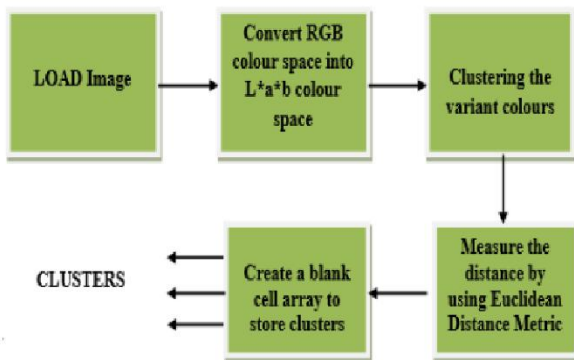 LOAD Image
Convert RGB
colour space into
L*a*b colour
space
Clustering the
variant colours
Measure the
distance by
using Euclidean
Distance Metric
Create a blank
cell array to
store clusters
CLUSTERS